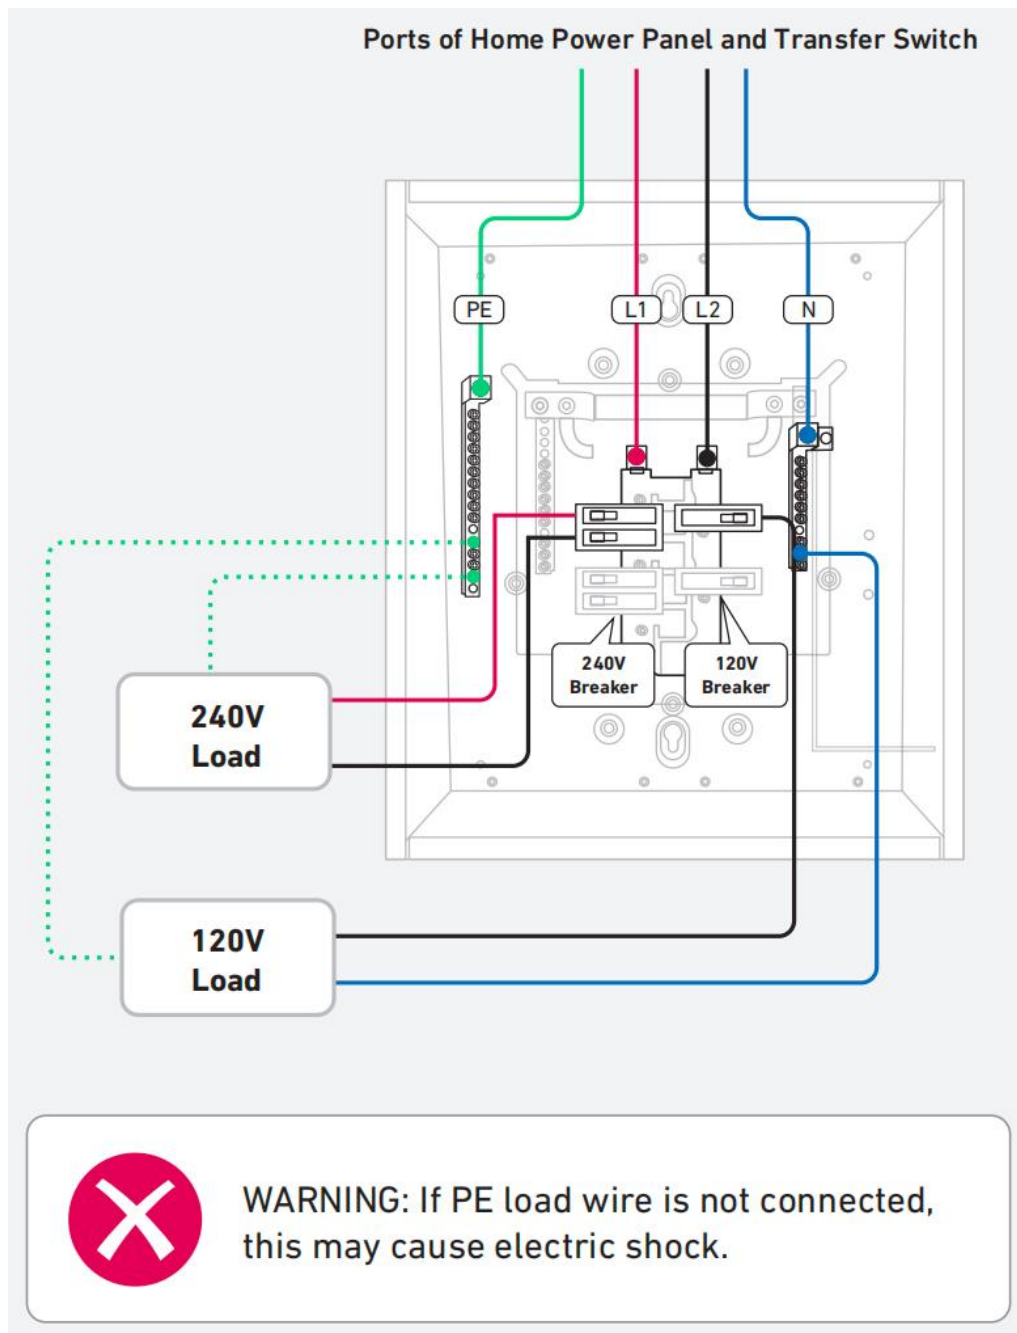 Ports of Home Power Panel and Transfer Switch
PE
L1
L2
N
240V
Breaker
120V
Breaker
240V
Load
120V
Load
WARNING: If PE load wire is not connected,
this may cause electric shock.